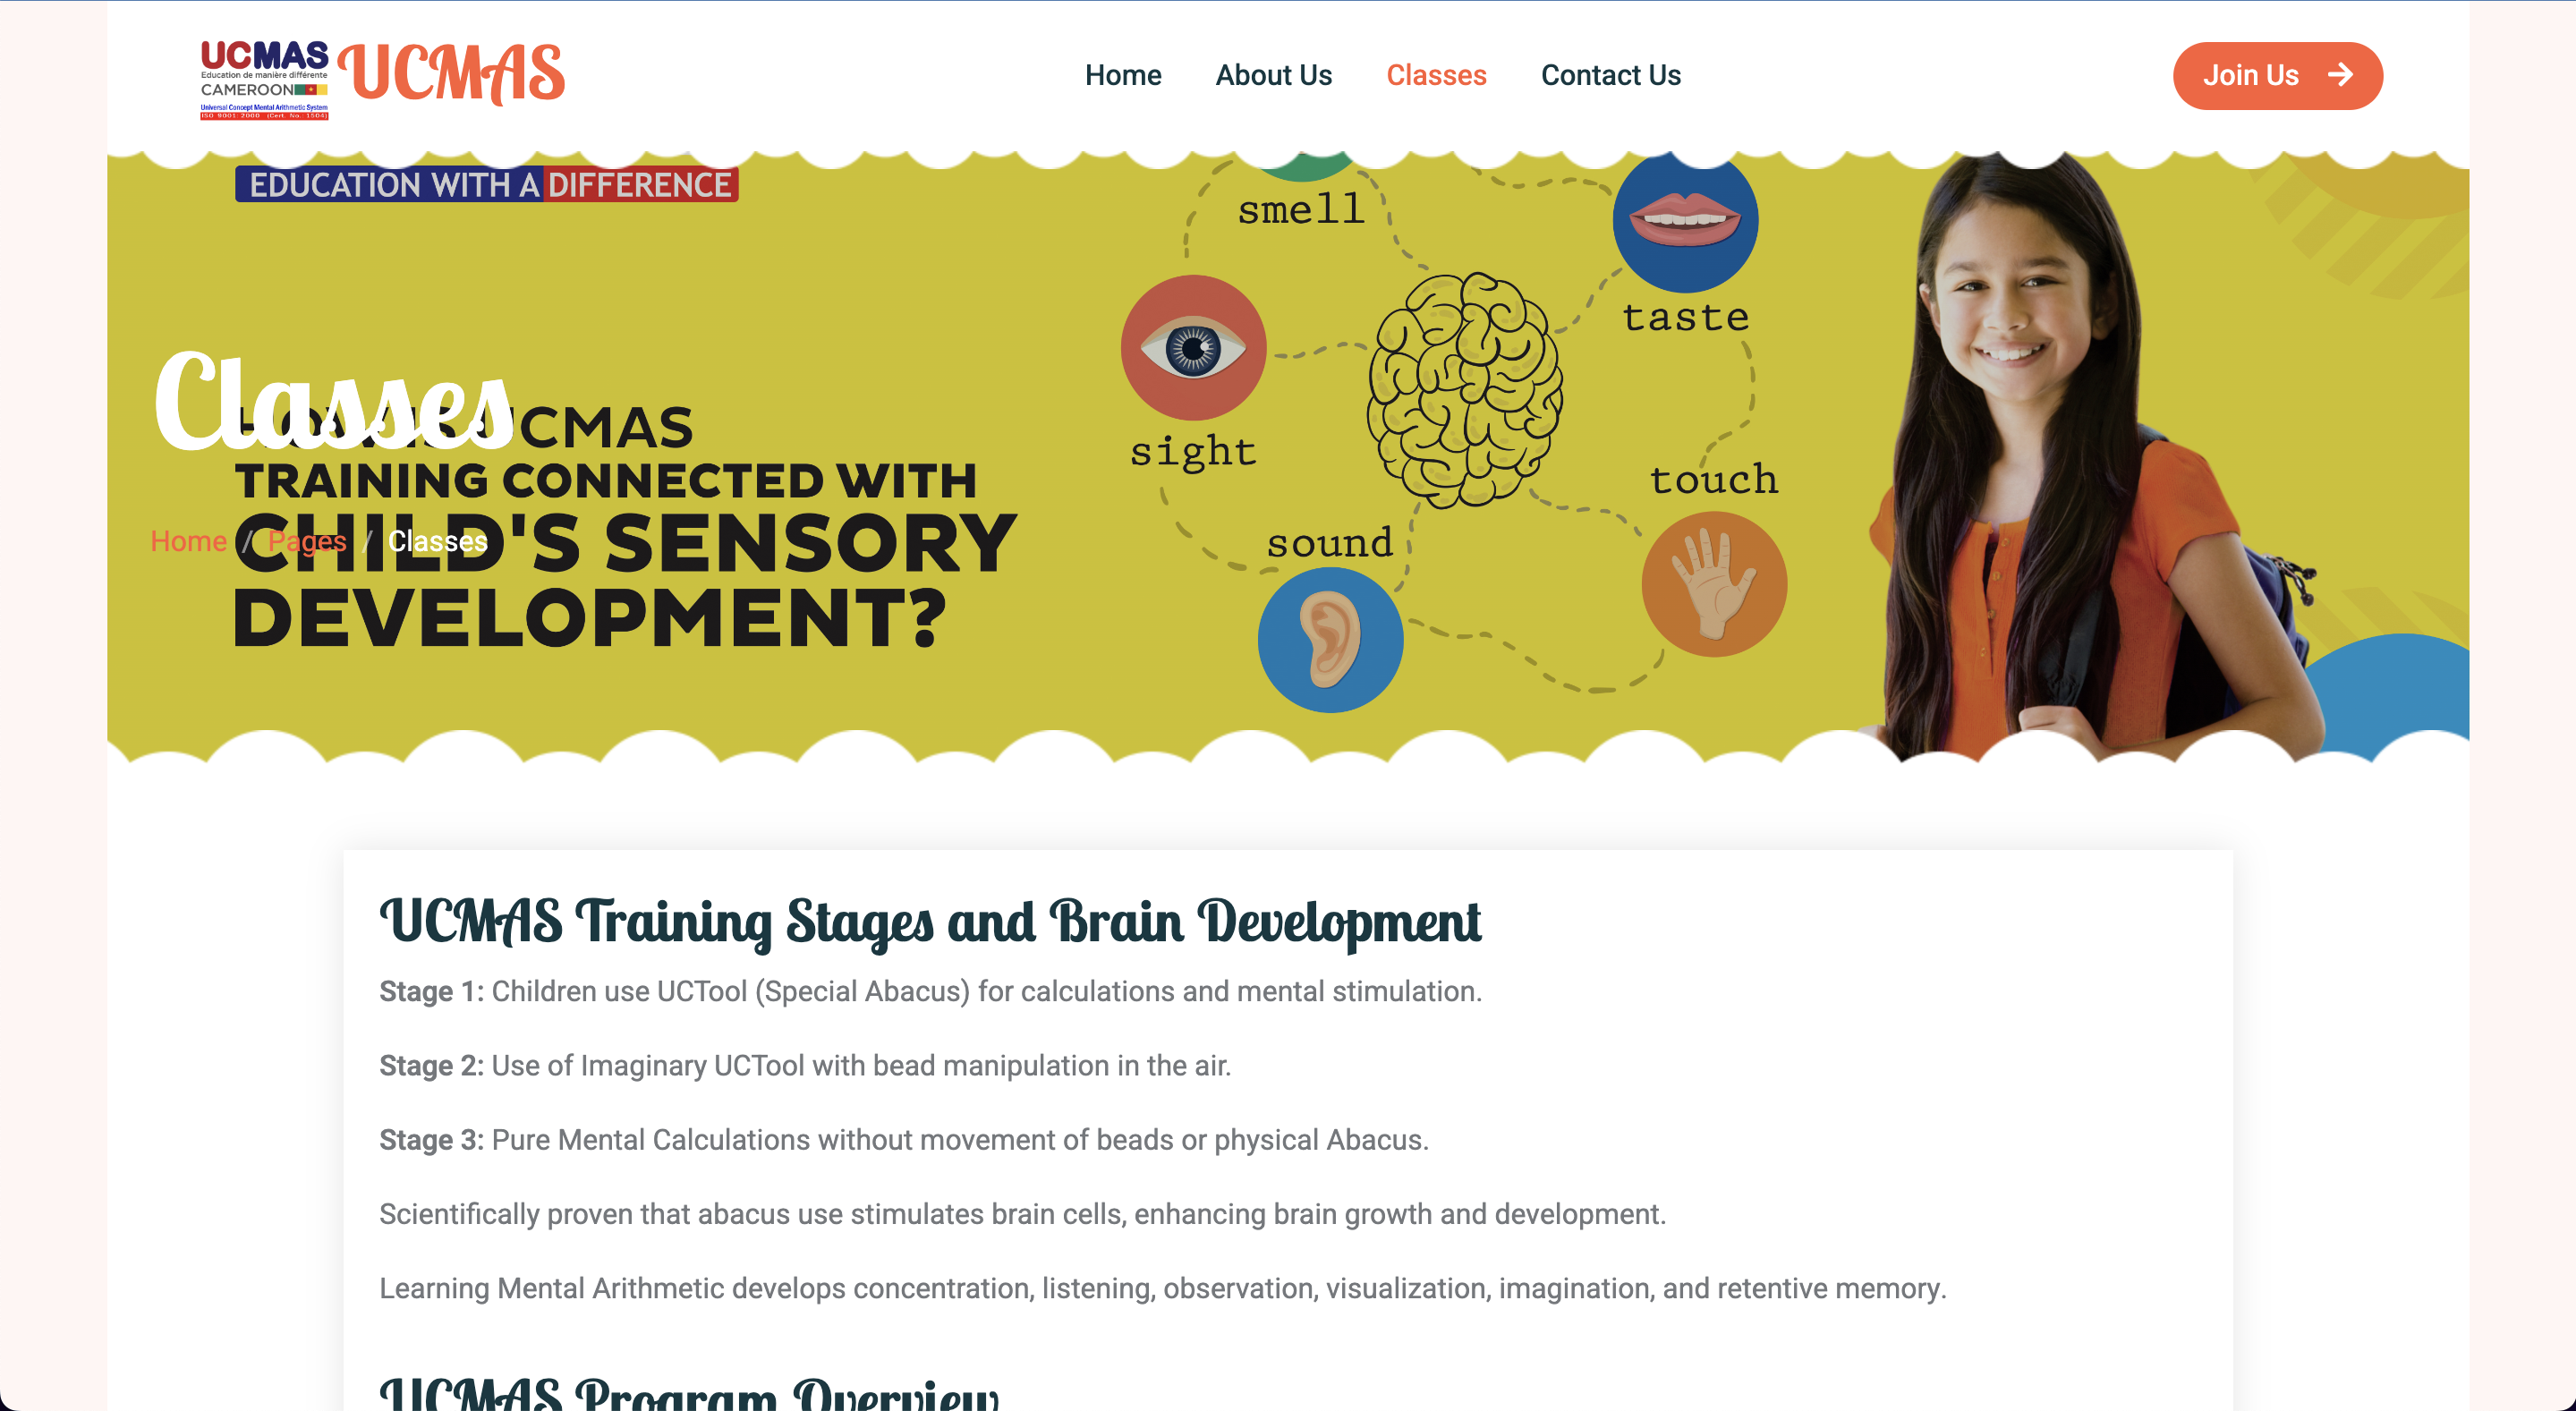 UCMAS
Education de manière différente
CAMEROON
Universal Concept Mental Arithmetic System
ISO 9001: 2000 (Cert. No.: 1504)
UCMAS
Home
About Us
Classes
Contact Us
Join Us
EDUCATION WITH A DIFFERENCE
smell
taste
sight
touch
sound
Classes
HOW IS UCMAS
TRAINING CONNECTED WITH
Home / Pages / Classes
CHILD'S SENSORY
DEVELOPMENT?
UCMAS Training Stages and Brain Development
Stage 1: Children use UCTool (Special Abacus) for calculations and mental stimulation.
Stage 2: Use of Imaginary UCTool with bead manipulation in the air.
Stage 3: Pure Mental Calculations without movement of beads or physical Abacus.
Scientifically proven that abacus use stimulates brain cells, enhancing brain growth and development.
Learning Mental Arithmetic develops concentration, listening, observation, visualization, imagination, and retentive memory.
UCMAS Program Overview